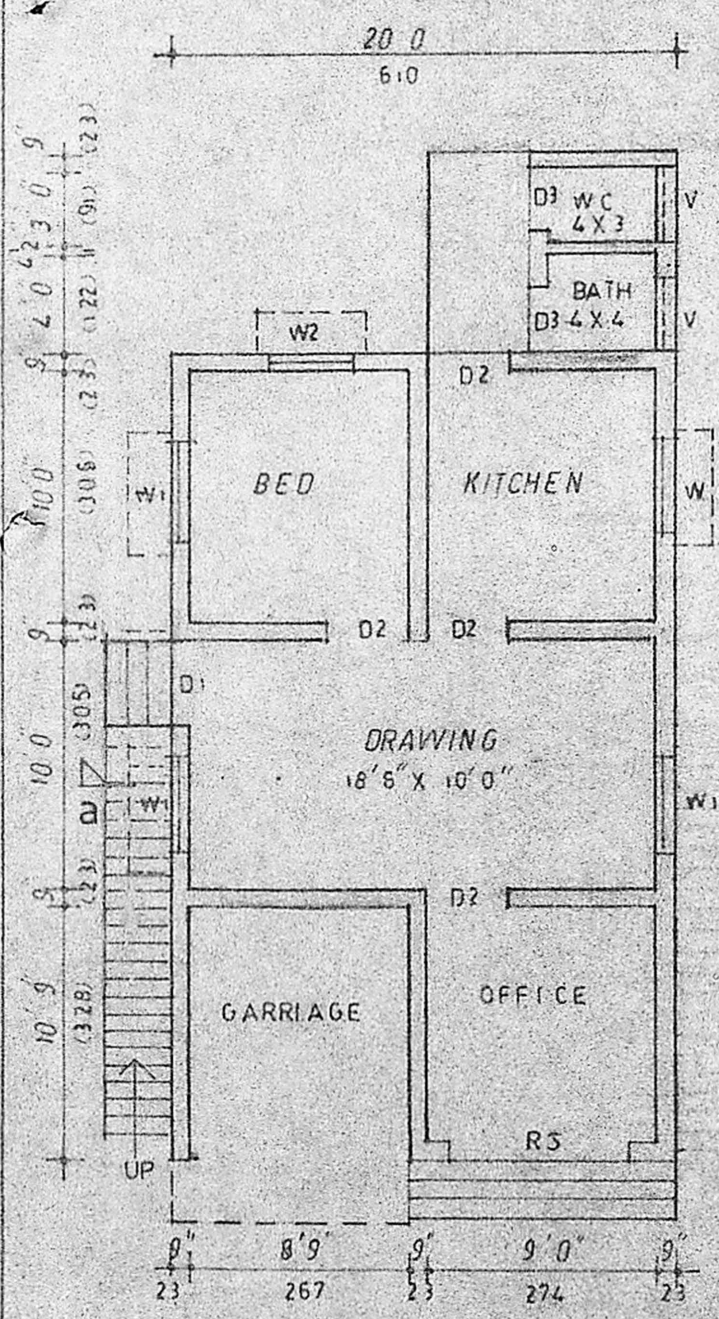 20 0
610
9" (23)
3 0" (91)
4 0" (122)
9" (23)
10'0" (305)
9" (23)
10' 0" (305)
9 (23)
10' 9" (328)
D3 WC
4 X 3
V
BATH
D3 4 X 4
V
W2
D2
W1
BED
KITCHEN
W
D2
D2
D1
DRAWING
18'6" X 10'0"
W1
W1
D2
GARRIAGE
OFFICE
RS
UP
9" 8'9" 9" 9'0" 9"
23 267 23 274 23